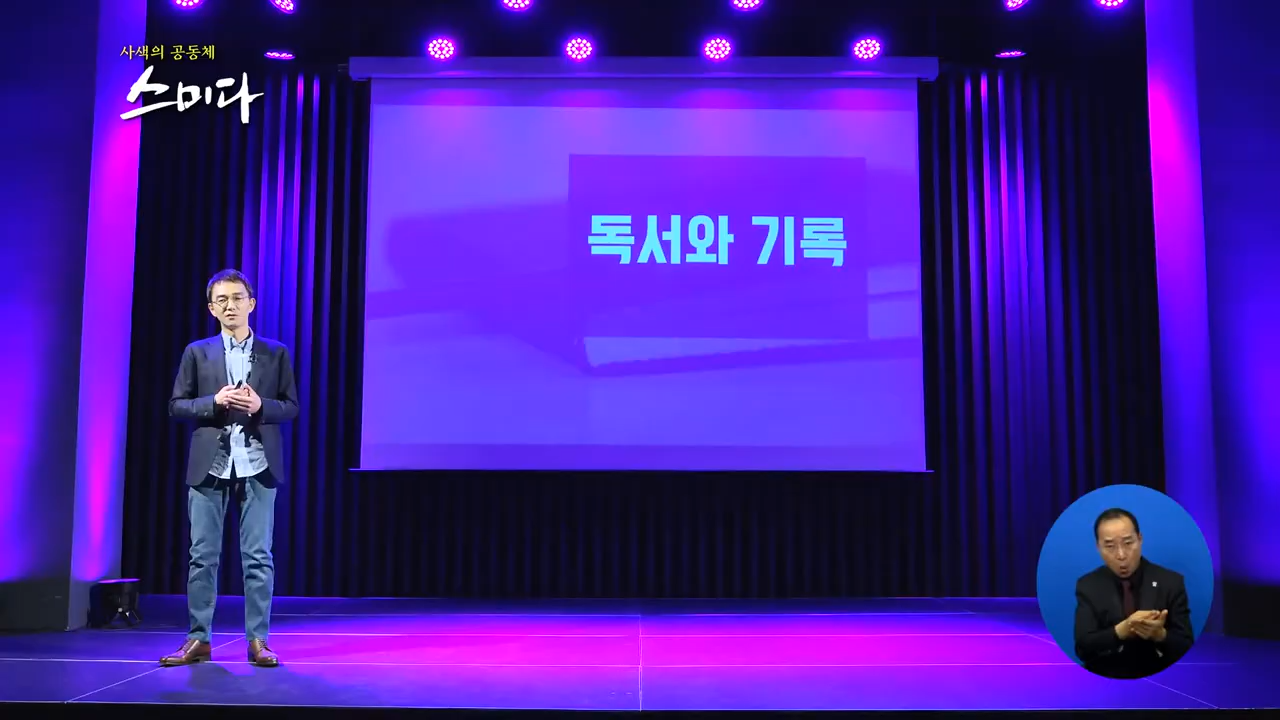 사색의 공동체
스미다
독서와 기록